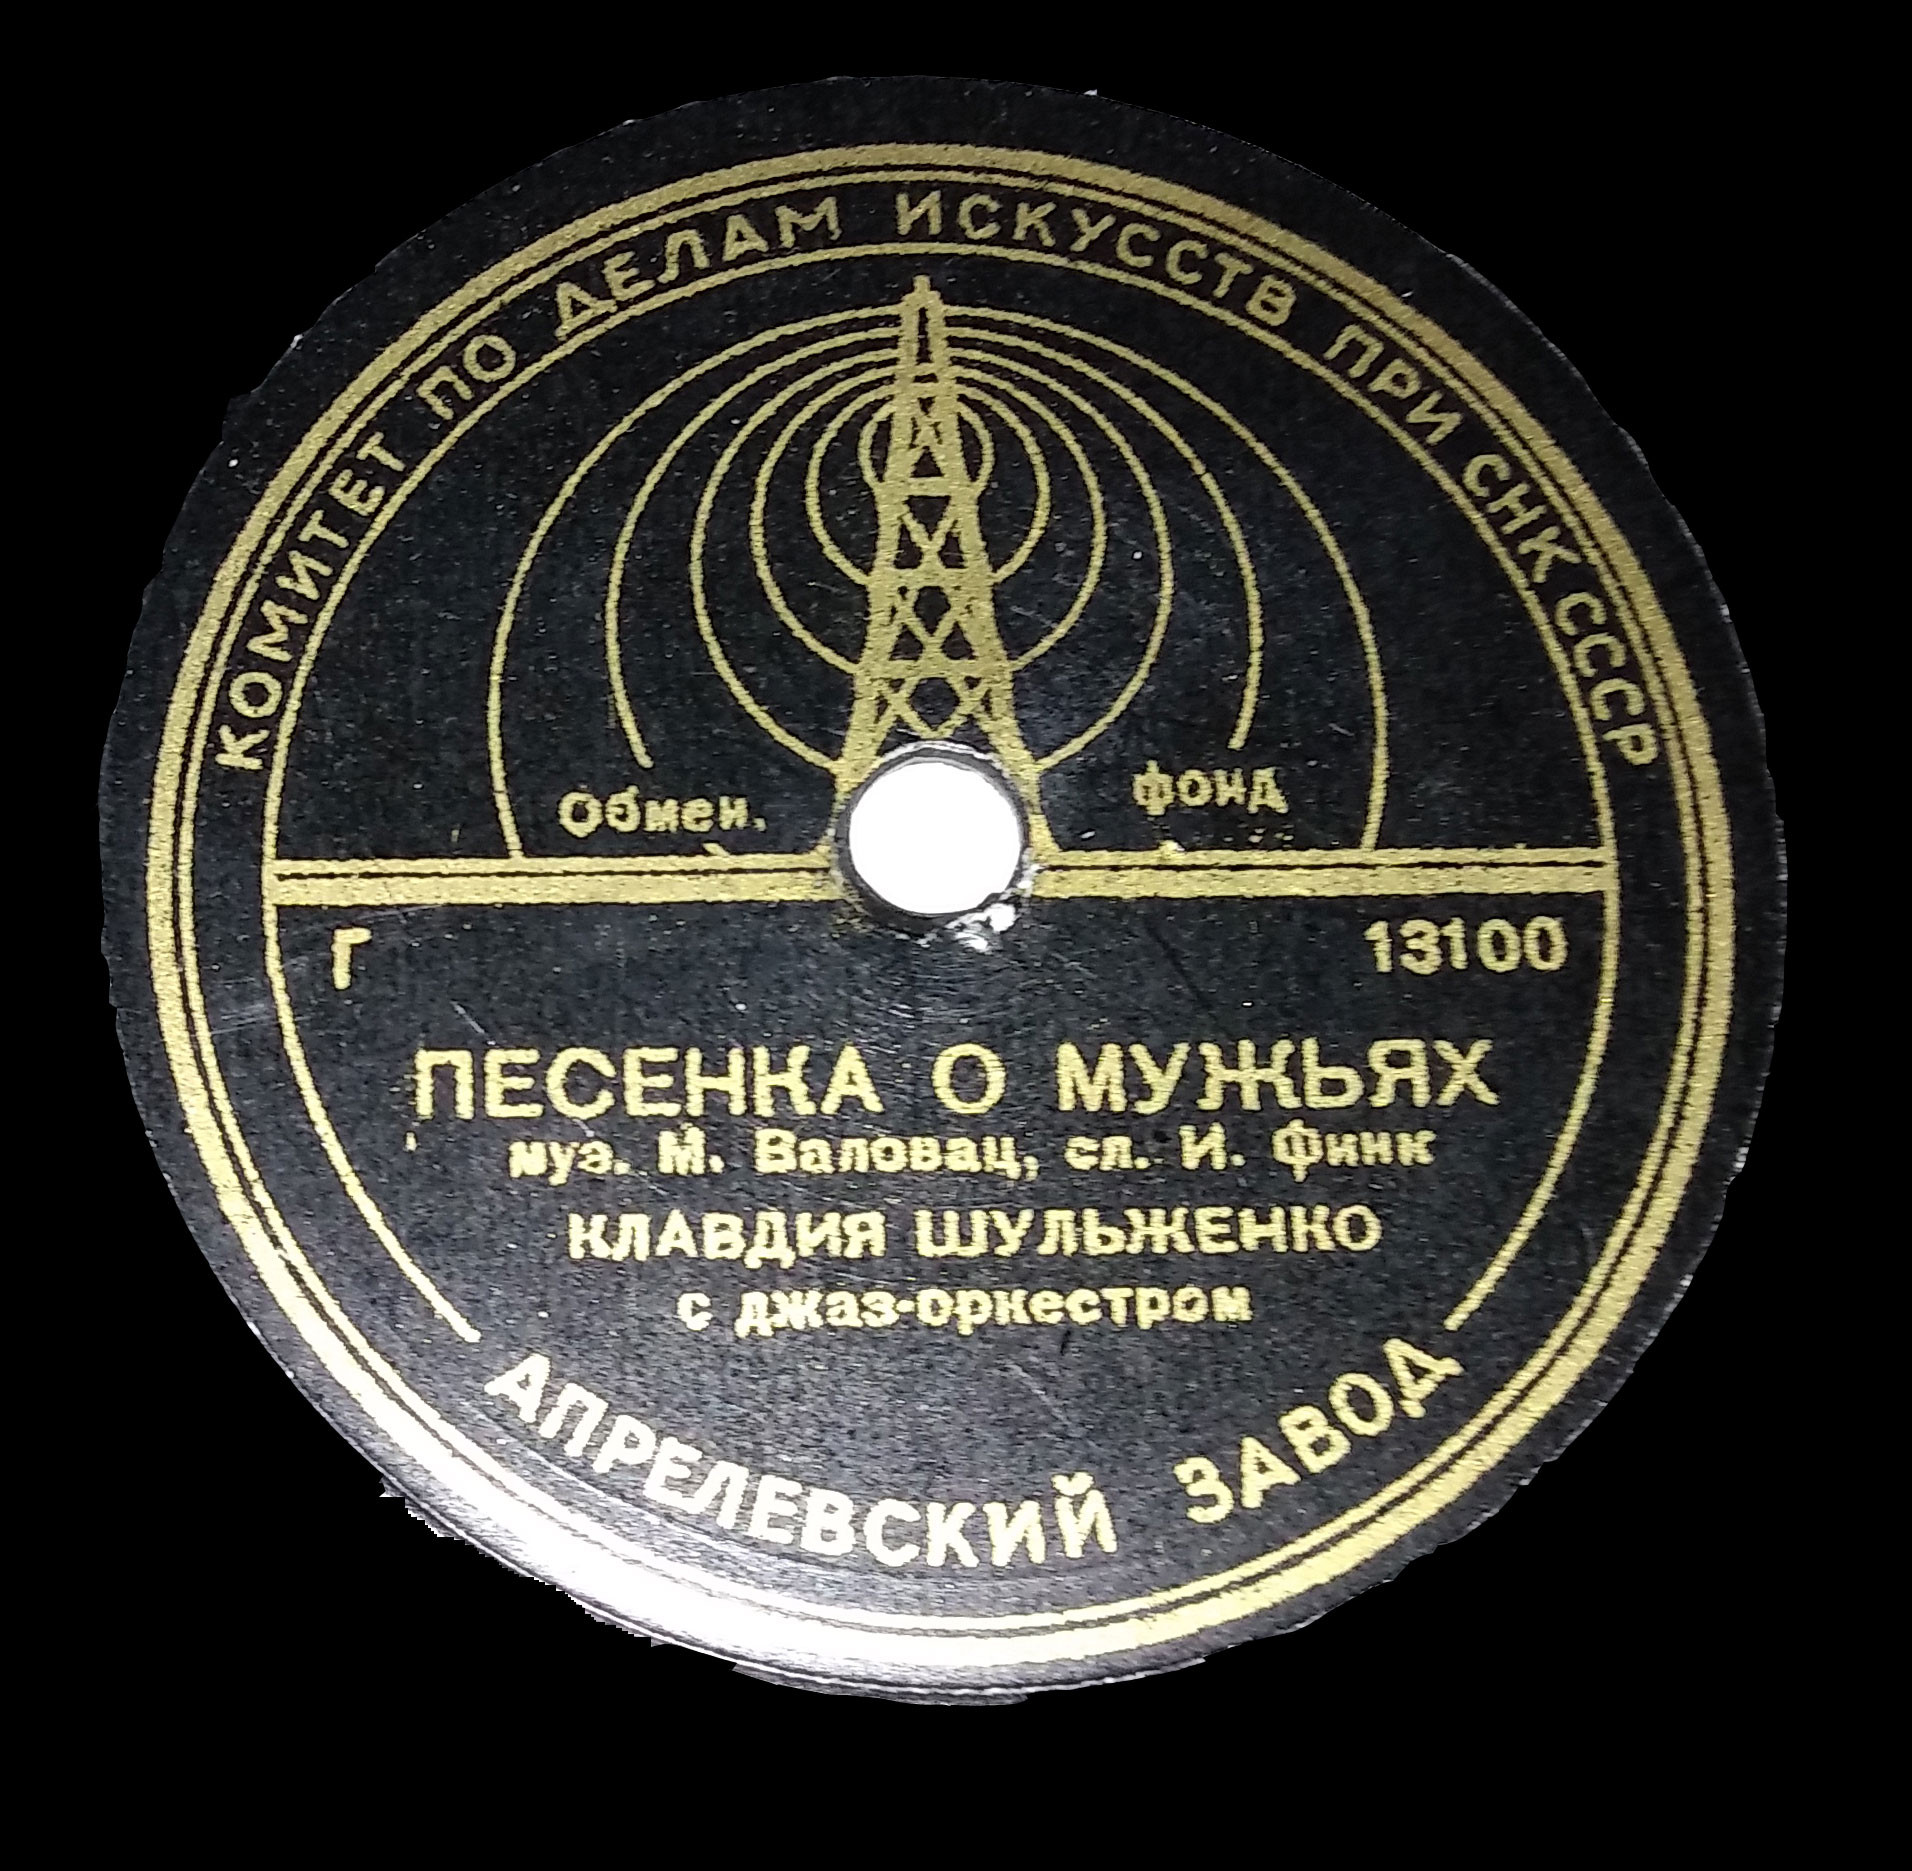 КОМИТЕТ ПО ДЕЛАМ ИСКУССТВ ПРИ СНК СССР
Обмен. фонд
Г 13100
ПЕСЕНКА О МУЖЬЯХ
муз. М. Валовац, сл. И. Финк
КЛАВДИЯ ШУЛЬЖЕНКО
с джаз-оркестром
АПРЕЛЕВСКИЙ ЗАВОД